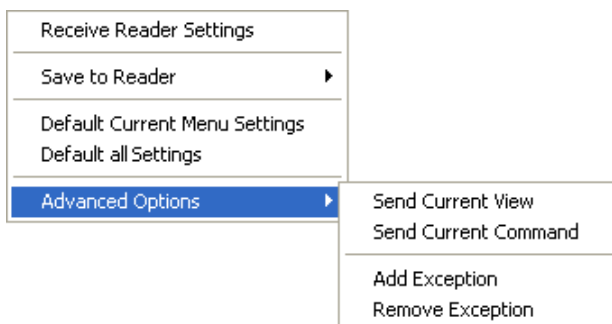 Receive Reader Settings
Save to Reader
Default Current Menu Settings
Default all Settings
Advanced Options
Send Current View
Send Current Command
Add Exception
Remove Exception